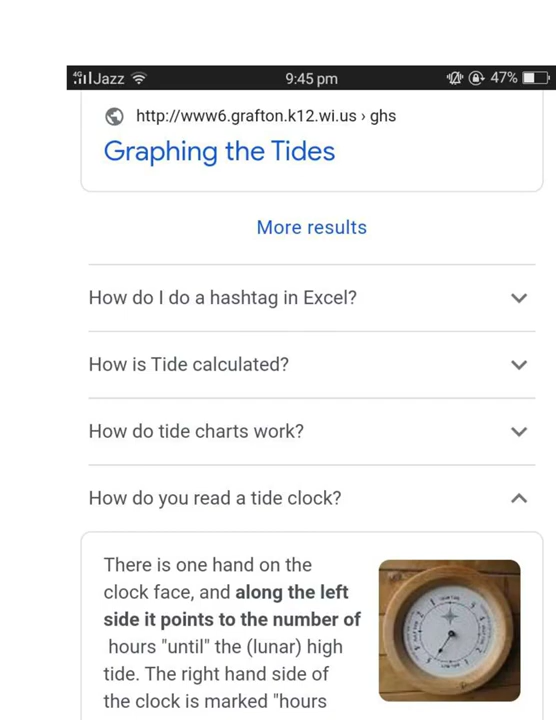 4G Jazz 9:45 pm 47%
http://www6.grafton.k12.wi.us › ghs
Graphing the Tides
More results
How do I do a hashtag in Excel?
How is Tide calculated?
How do tide charts work?
How do you read a tide clock?
There is one hand on the
clock face, and along the left
side it points to the number of
hours "until" the (lunar) high
tide. The right hand side of
the clock is marked "hours